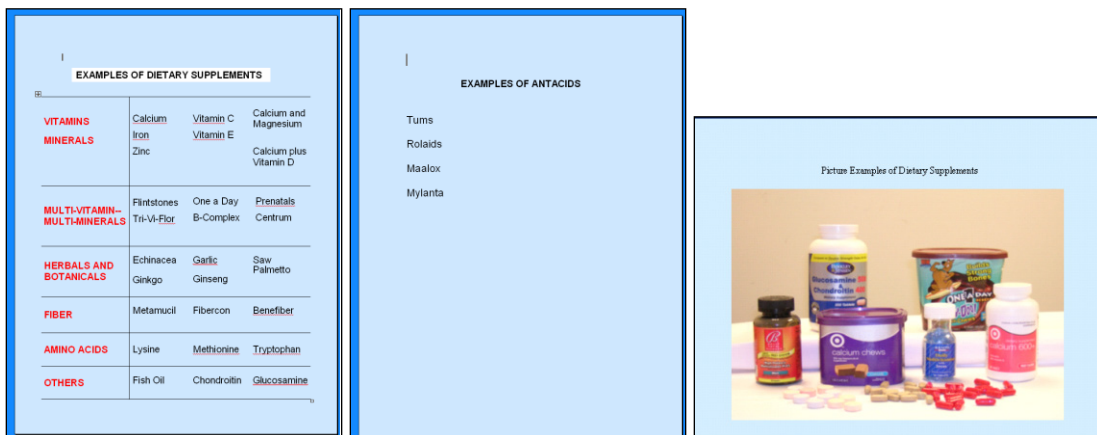 EXAMPLES OF DIETARY SUPPLEMENTS
VITAMINS
MINERALS
Calcium Vitamin C Calcium and Magnesium
Iron Vitamin E
Zinc Calcium plus Vitamin D
MULTI-VITAMIN--
MULTI-MINERALS
Flintstones One a Day Prenatals
Tri-Vi-Flor B-Complex Centrum
HERBALS AND
BOTANICALS
Echinacea Garlic Saw Palmetto
Ginkgo Ginseng
FIBER Metamucil Fibercon Benefiber
AMINO ACIDS Lysine Methionine Tryptophan
OTHERS Fish Oil Chondroitin Glucosamine
EXAMPLES OF ANTACIDS
Tums
Rolaids
Maalox
Mylanta
Picture Examples of Dietary Supplements
Glucosamine
Chondroitin
ONE A DAY
calcium chews
calcium 600